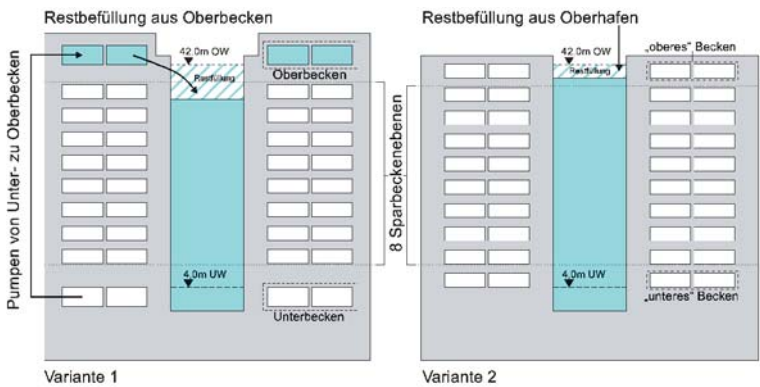 Restbefüllung aus Oberbecken
Pumpen von Unter- zu Oberbecken
42.0m OW
Restfüllung
Oberbecken
4.0m UW
Unterbecken
Variante 1
8 Sparbeckenebenen
Restbefüllung aus Oberhafen
42.0m OW
Restfüllung
„oberes“ Becken
4.0m UW
„unteres“ Becken
Variante 2